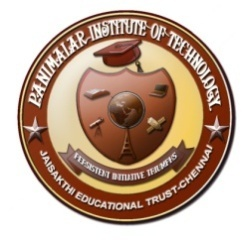 PANIMALAR INSTITUTE OF TECHNOLOGY
PERSISTENT INITIATIVE TRIUMPHS
JAISAKTHI EDUCATIONAL TRUST-CHENNAI